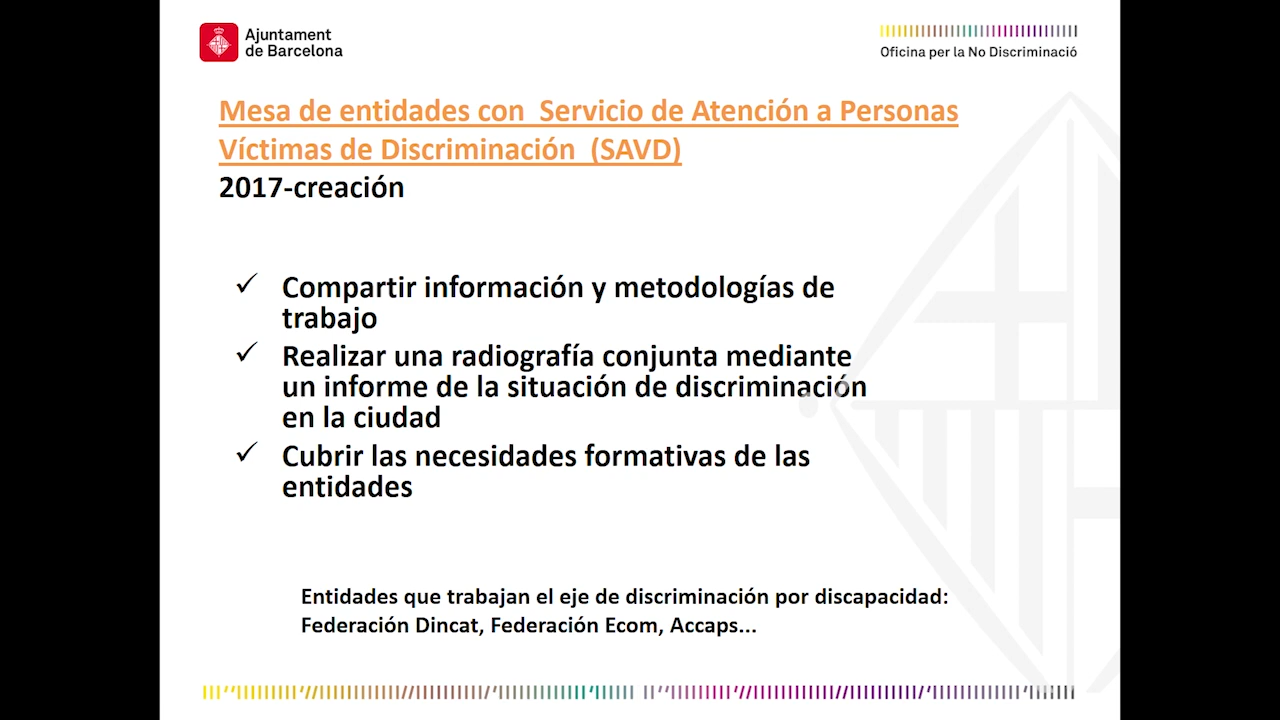 Ajuntament
de Barcelona
Oficina per la No Discriminació
Mesa de entidades con  Servicio de Atención a Personas
Víctimas de Discriminación  (SAVD)
2017-creación
✓ Compartir información y metodologías de
trabajo
✓ Realizar una radiografía conjunta mediante
un informe de la situación de discriminación
en la ciudad
✓ Cubrir las necesidades formativas de las
entidades
Entidades que trabajan el eje de discriminación por discapacidad:
Federación Dincat, Federación Ecom, Accaps...